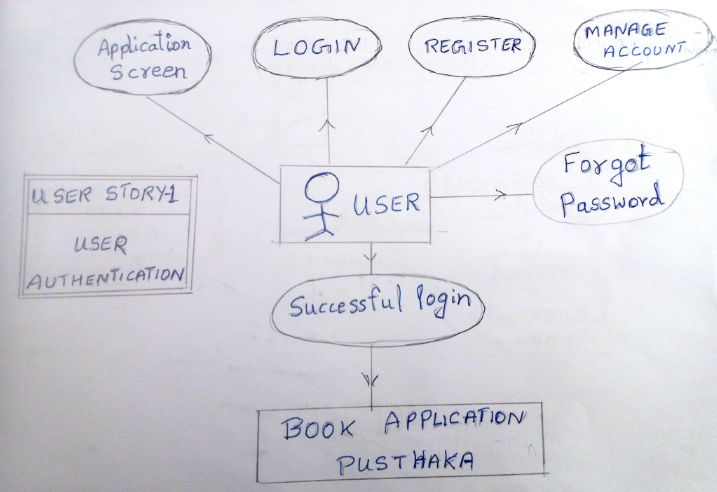 Application
Screen
LOGIN
REGISTER
MANAGE
ACCOUNT
USER STORY-1
USER
AUTHENTICATION
USER
Forgot
Password
Successful login
BOOK APPLICATION
PUSTHAKA